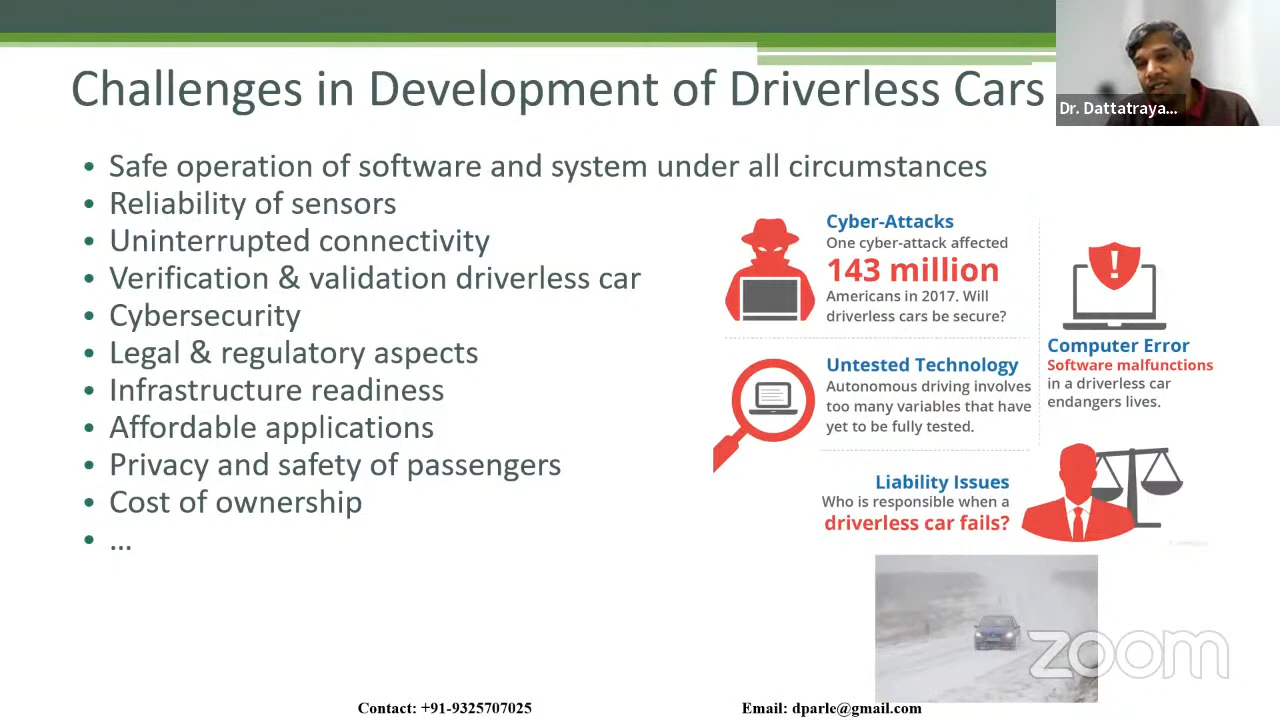 Challenges in Development of Driverless Cars
Dr. Dattatraya...
• Safe operation of software and system under all circumstances
• Reliability of sensors
• Uninterrupted connectivity
• Verification & validation driverless car
• Cybersecurity
• Legal & regulatory aspects
• Infrastructure readiness
• Affordable applications
• Privacy and safety of passengers
• Cost of ownership
• ...
Cyber-Attacks
One cyber-attack affected
143 million
Americans in 2017. Will
driverless cars be secure?
Computer Error
Software malfunctions
in a driverless car
endangers lives.
Untested Technology
Autonomous driving involves
too many variables that have
yet to be fully tested.
Liability Issues
Who is responsible when a
driverless car fails?
zoom
Contact: +91-9325707025
Email: dparle@gmail.com